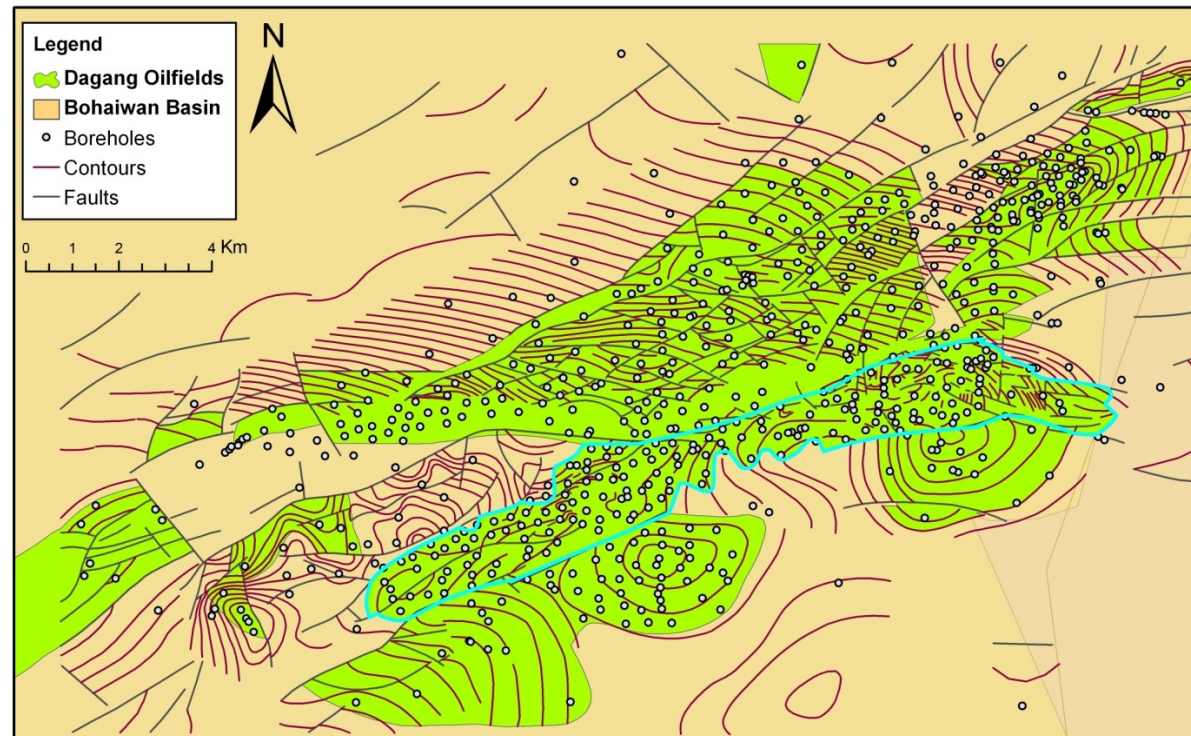 Legend
Dagang Oilfields
Bohaiwan Basin
Boreholes
Contours
Faults
N
0 1 2 4 Km